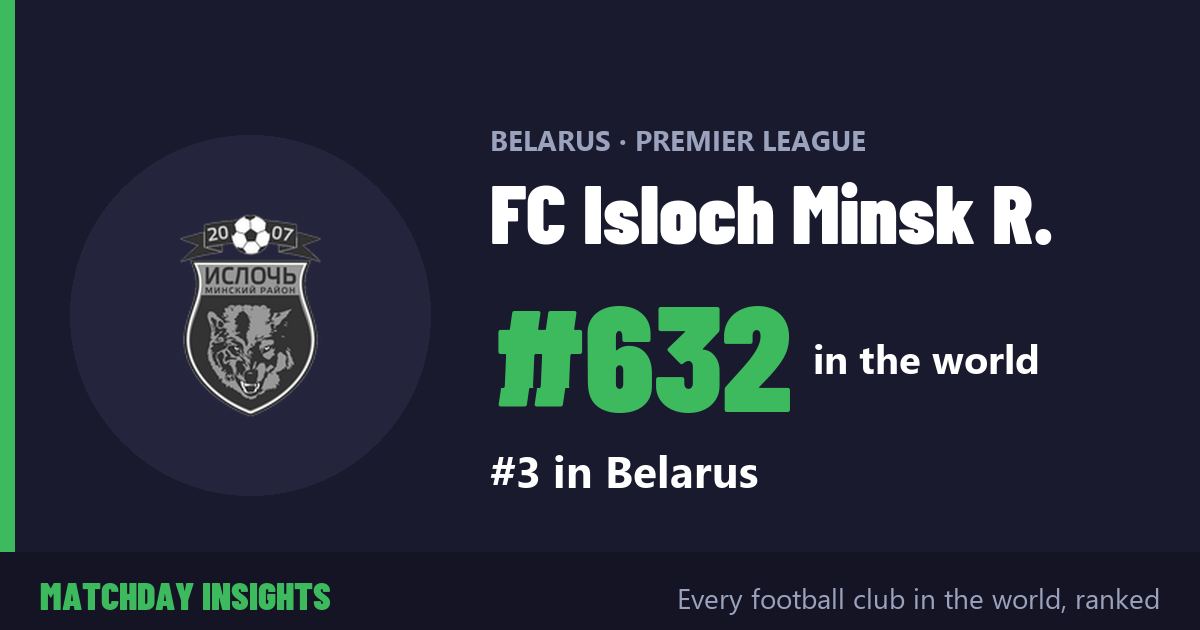 20 07
ИСЛОЧЬ
МИНСКИЙ РАЙОН
BELARUS · PREMIER LEAGUE
FC Isloch Minsk R.
#632 in the world
#3 in Belarus
MATCHDAY INSIGHTS
Every football club in the world, ranked